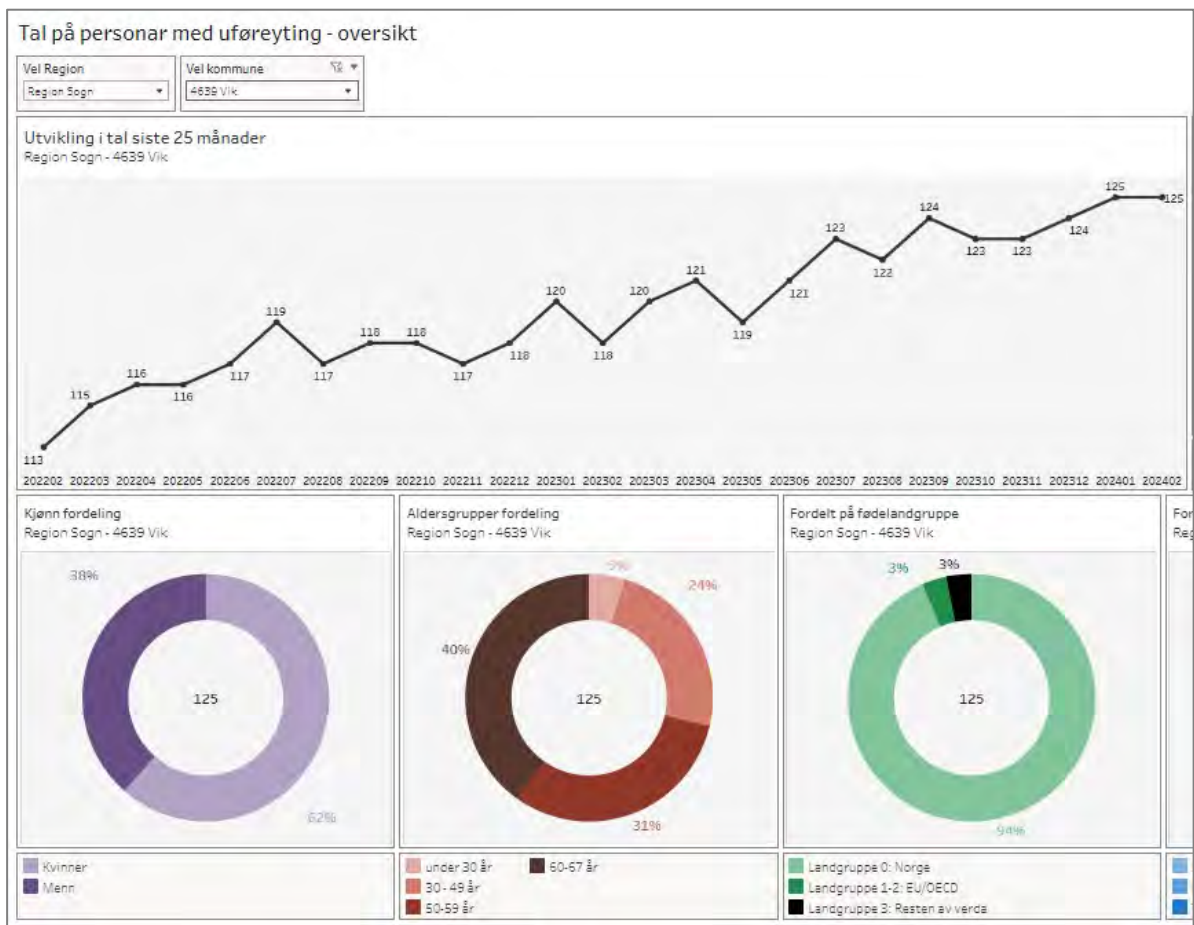 Tal på personar med uføreyting - oversikt
Vel Region
Vel kommune
Region Sogn
4639 Vik
Utvikling i tal siste 25 månader
Region Sogn - 4639 Vik
113
115
116
116
117
119
117
118
118
117
118
120
118
120
121
119
121
123
122
124
123
123
124
125
125
202202 202203 202204 202205 202206 202207 202208 202209 202210 202211 202212 202301 202302 202303 202304 202305 202306 202307 202308 202309 202310 202311 202312 202401 202402
Kjønn fordeling
Region Sogn - 4639 Vik
38%
125
62%
Kvinner
Menn
Aldersgrupper fordeling
Region Sogn - 4639 Vik
5%
24%
40%
125
31%
under 30 år
60-67 år
30 - 49 år
50-59 år
Fordelt på fødelandgruppe
Region Sogn - 4639 Vik
3%
3%
125
94%
Landgruppe 0: Norge
Landgruppe 1-2: EU/OECD
Landgruppe 3: Resten av verda
For
Reg